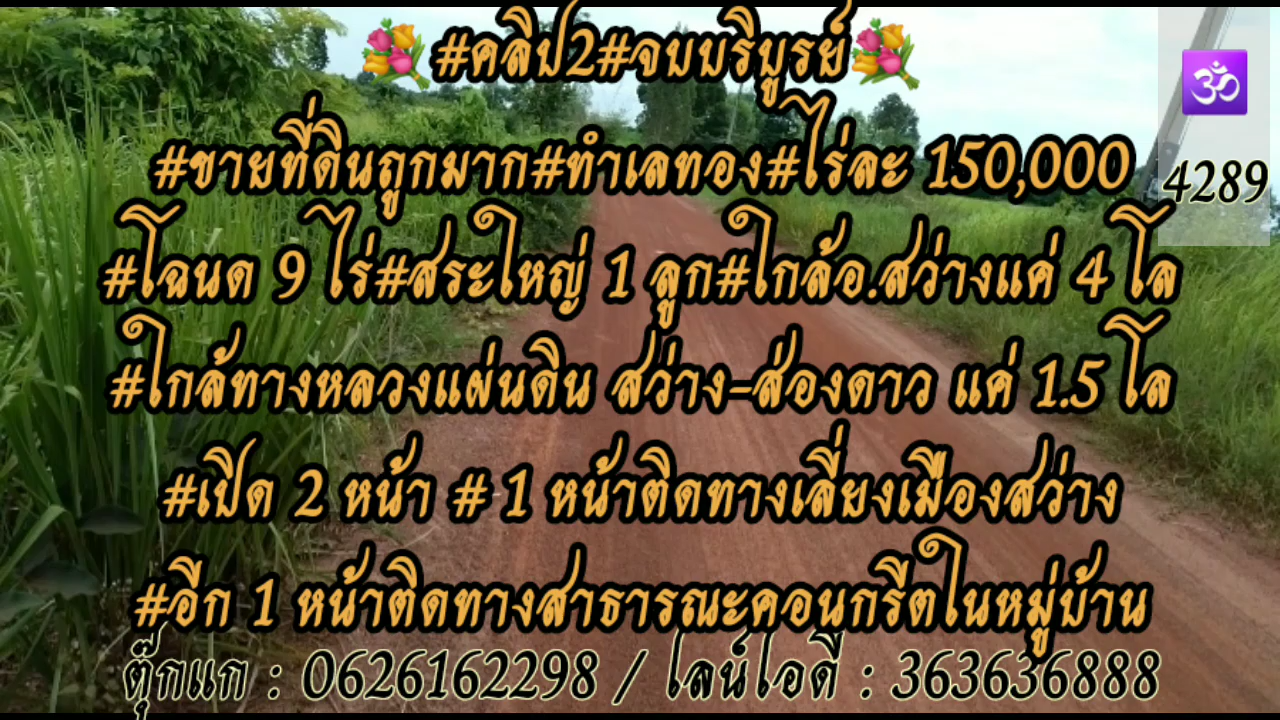 💐#คลิป2#จบบริบูรย์💐
🕉
4289
#ขายที่ดินถูกมาก#ทำเลทอง#ไร่ละ 150,000
#โฉนด 9 ไร่#สระใหญ่ 1 ลูก#ใกล้อ.สว่างแค่ 4 โล
#ใกล้ทางหลวงแผ่นดิน สว่าง-ส่องดาว แค่ 1.5 โล
#เปิด 2 หน้า # 1 หน้าติดทางเลี่ยงเมืองสว่าง
#อีก 1 หน้าติดทางสาธารณะคอนกรีตในหมู่บ้าน
ตุ๊กแก : 0626162298 / ไลน์ไอดี : 363636888